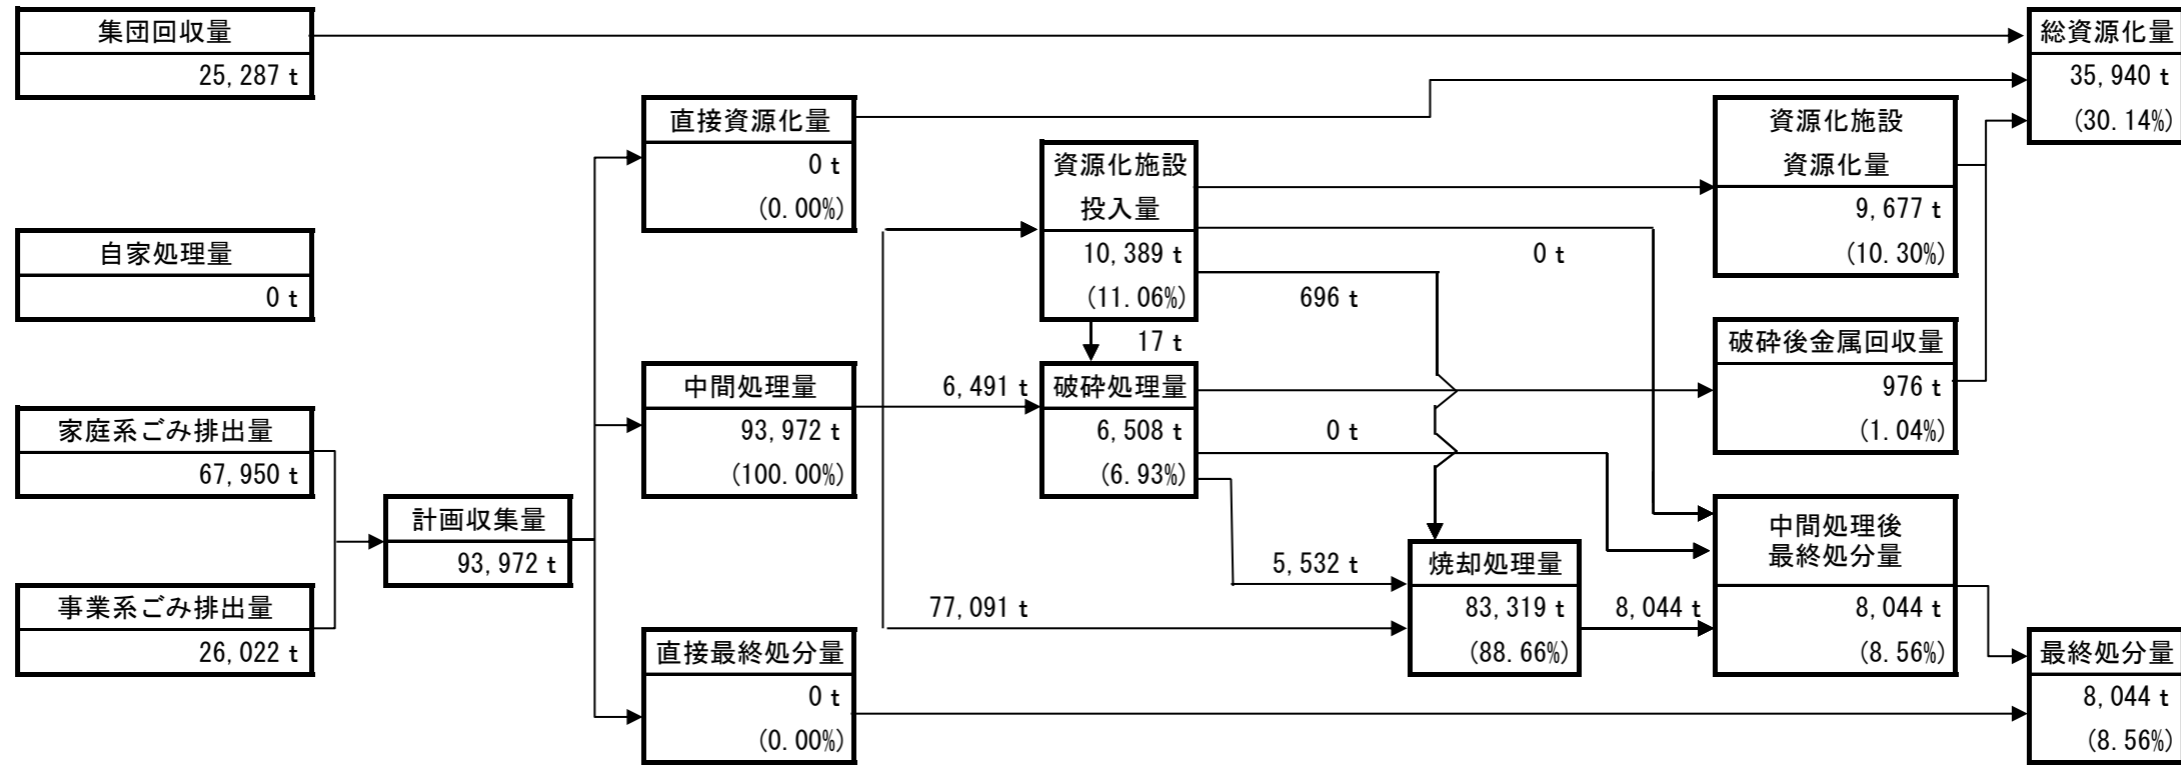 集団回収量
25,287 t
自家処理量
0 t
家庭系ごみ排出量
67,950 t
事業系ごみ排出量
26,022 t
計画収集量
93,972 t
直接資源化量
0 t
(0.00%)
中間処理量
93,972 t
(100.00%)
直接最終処分量
0 t
(0.00%)
資源化施設
投入量
10,389 t
(11.06%)
17 t
6,491 t
破砕処理量
6,508 t
(6.93%)
77,091 t
0 t
696 t
0 t
5,532 t
焼却処理量
83,319 t
(88.66%)
8,044 t
資源化施設
資源化量
9,677 t
(10.30%)
破砕後金属回収量
976 t
(1.04%)
中間処理後
最終処分量
8,044 t
(8.56%)
総資源化量
35,940 t
(30.14%)
最終処分量
8,044 t
(8.56%)